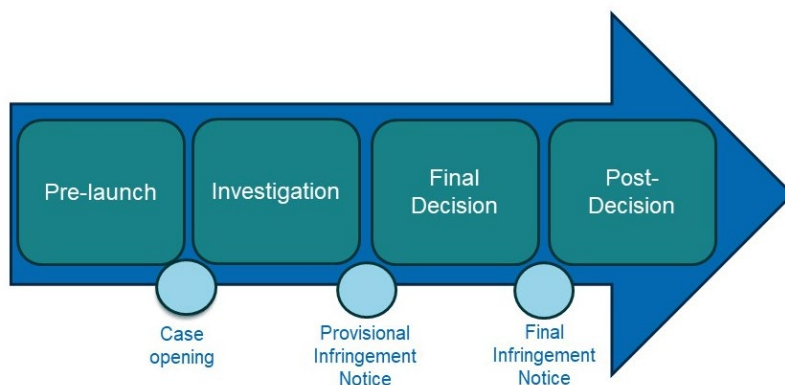 Pre-launch
Investigation
Final
Decision
Post-
Decision
Case
opening
Provisional
Infringement
Notice
Final
Infringement
Notice